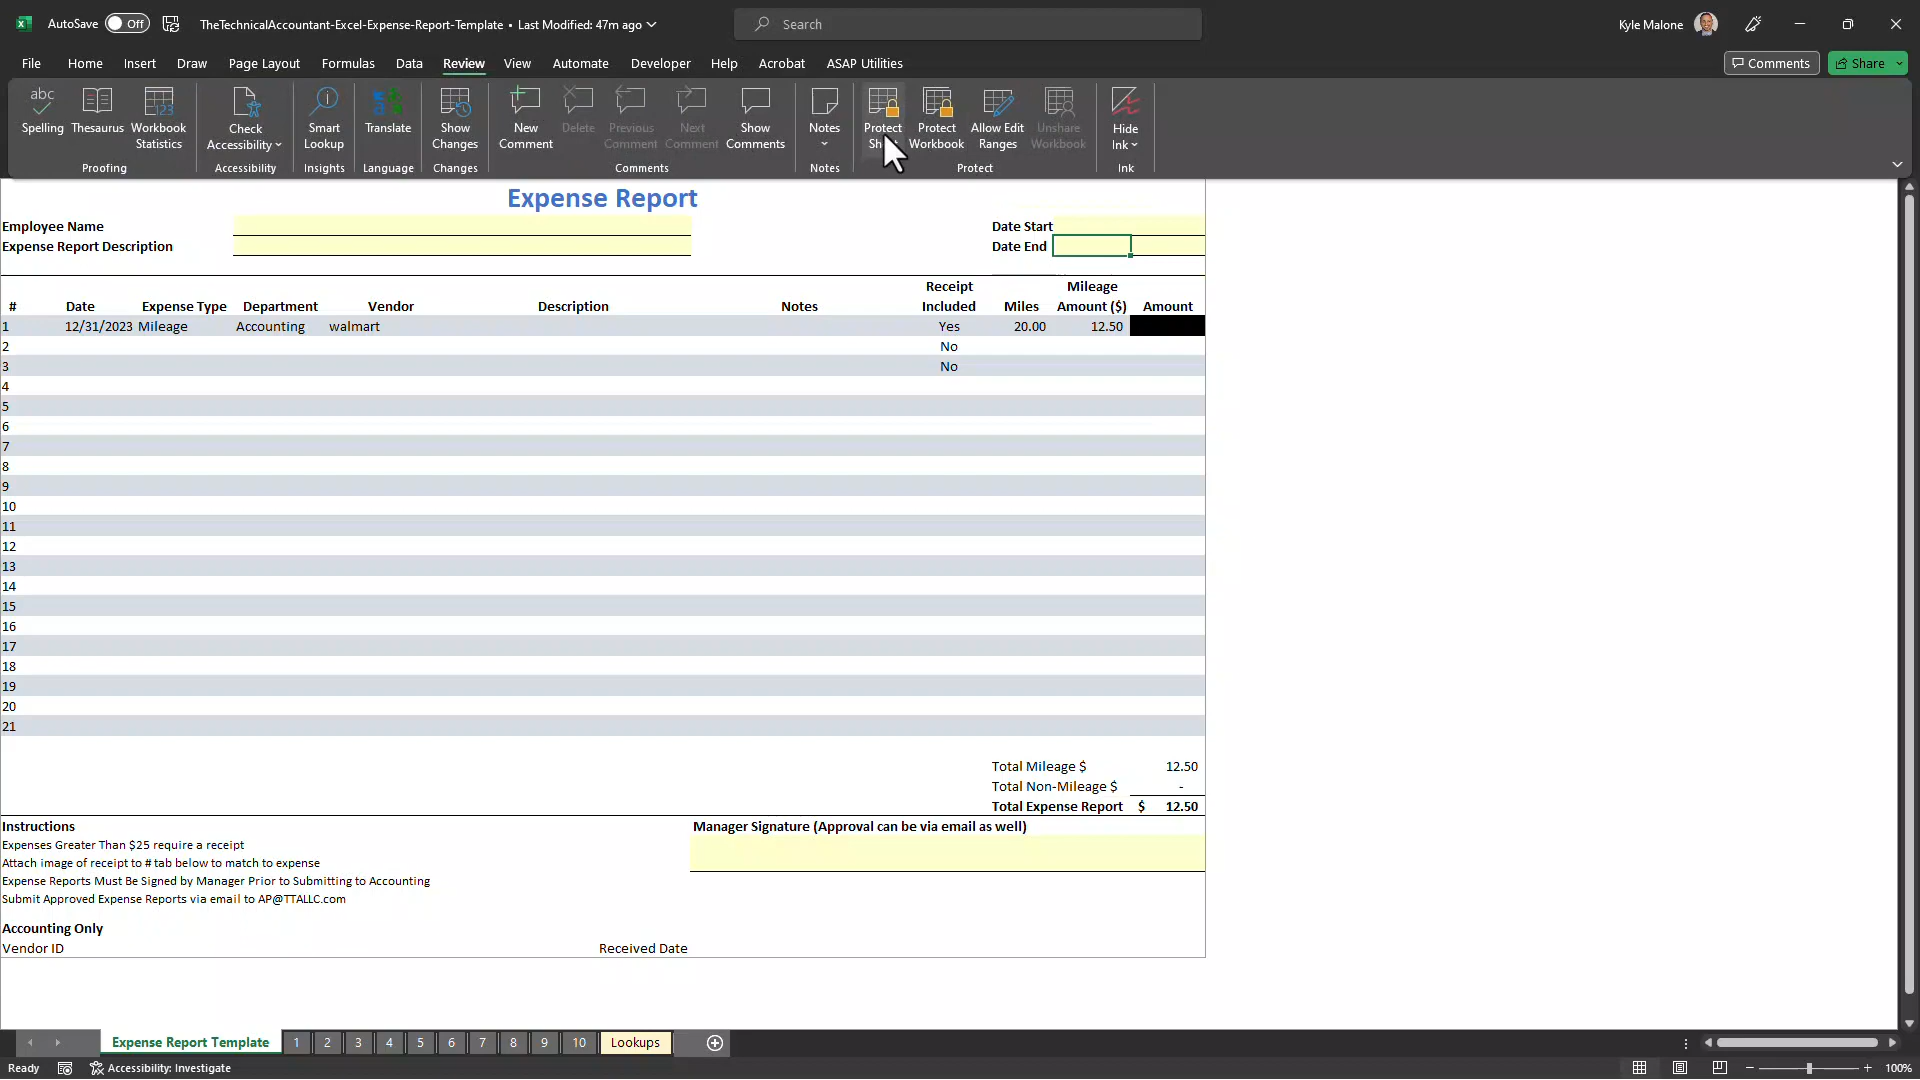 AutoSave Off TheTechnicalAccountant-Excel-Expense-Report-Template • Last Modified: 47m ago Search Kyle Malone
File Home Insert Draw Page Layout Formulas Data Review View Automate Developer Help Acrobat ASAP Utilities Comments Share
abc
Spelling Thesaurus Workbook Statistics Check Accessibility Smart Lookup Translate Show Changes New Comment Delete Previous Comment Next Comment Show Comments Notes Protect Protect Workbook Allow Edit Ranges Unshare Workbook Hide Ink
Proofing Accessibility Insights Language Changes Comments Notes Protect Ink
Expense Report
Employee Name Date Start
Expense Report Description Date End
Receipt Mileage
# Date Expense Type Department Vendor Description Notes Included Miles Amount ($) Amount
1 12/31/2023 Mileage Accounting walmart Yes 20.00 12.50
2 No
3 No
4
5
6
7
8
9
10
11
12
13
14
15
16
17
18
19
20
21
Total Mileage $ 12.50
Total Non-Mileage $ -
Total Expense Report $ 12.50
Instructions Manager Signature (Approval can be via email as well)
Expenses Greater Than $25 require a receipt
Attach image of receipt to # tab below to match to expense
Expense Reports Must Be Signed by Manager Prior to Submitting to Accounting
Submit Approved Expense Reports via email to AP@TTALLC.com
Accounting Only
Vendor ID Received Date
Expense Report Template 1 2 3 4 5 6 7 8 9 10 Lookups
Ready Accessibility: Investigate 100%